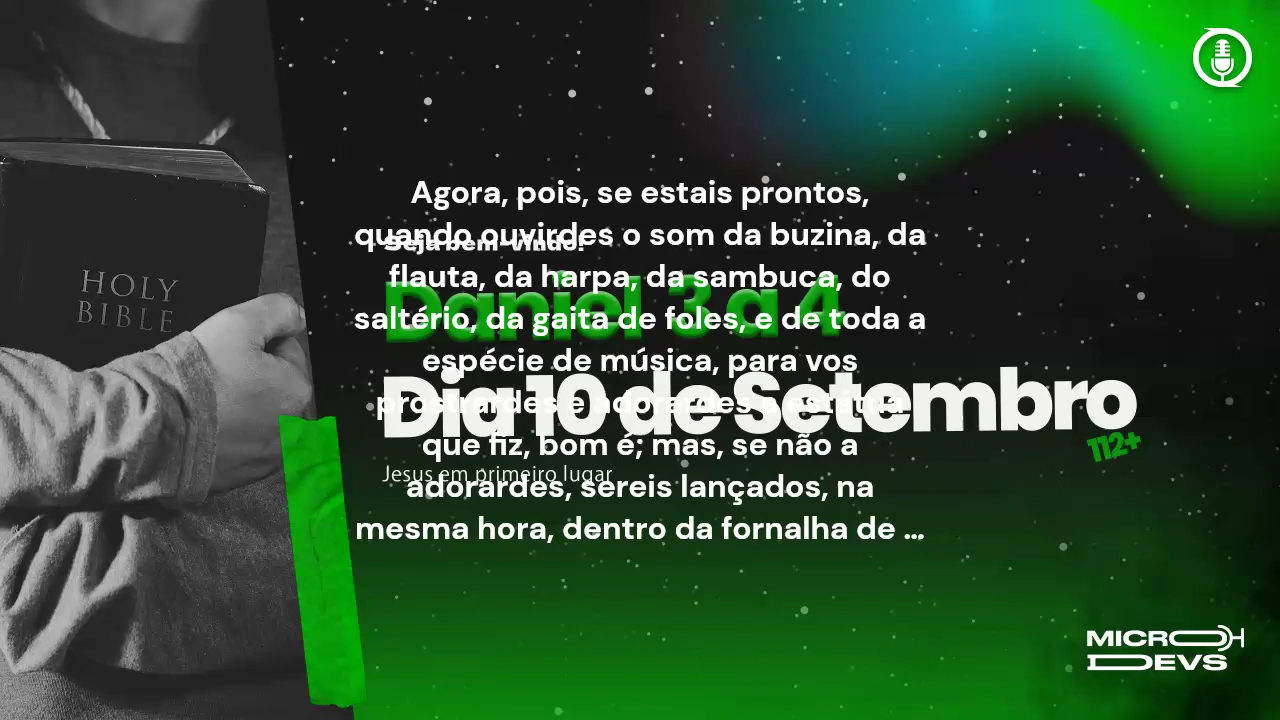 HOLY
BIBLE
Agora, pois, se estais prontos,
quando ouvirdes o som da buzina, da
flauta, da harpa, da sambuca, do
saltério, da gaita de foles, e de toda a
espécie de música, para vos
prostrardes e adorardes a estátua
que fiz, bom é; mas, se não a
adorardes, sereis lançados, na
mesma hora, dentro da fornalha de ...
Seja bem-vindo!
Daniel 3 a 4
Dia 10 de Setembro
112+
Jesus em primeiro lugar
MICRO
DEVS